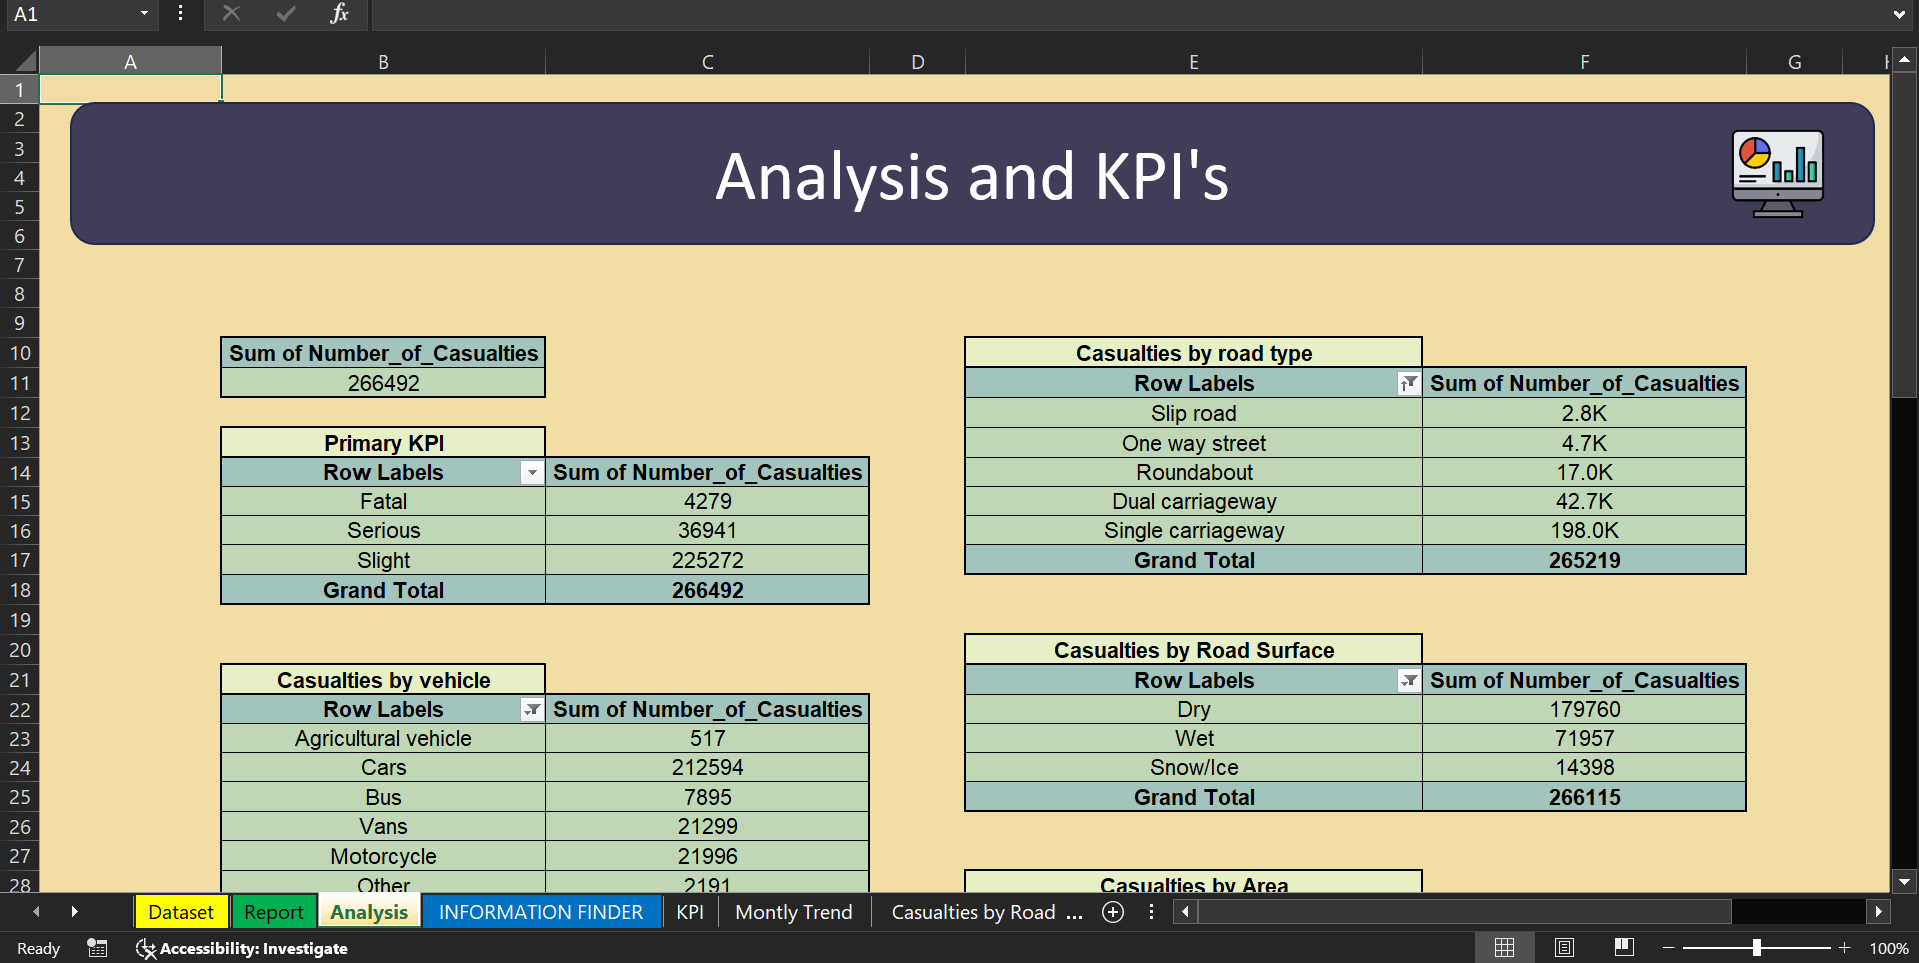 A1
fx
A B C D E F G H
1
2
3
4
5
6
7
8
9
10
11
12
13
14
15
16
17
18
19
20
21
22
23
24
25
26
27
28
Analysis and KPI's
Sum of Number_of_Casualties
266492
Primary KPI
Row Labels Sum of Number_of_Casualties
Fatal 4279
Serious 36941
Slight 225272
Grand Total 266492
Casualties by vehicle
Row Labels Sum of Number_of_Casualties
Agricultural vehicle 517
Cars 212594
Bus 7895
Vans 21299
Motorcycle 21996
Other 2191
Casualties by road type
Row Labels Sum of Number_of_Casualties
Slip road 2.8K
One way street 4.7K
Roundabout 17.0K
Dual carriageway 42.7K
Single carriageway 198.0K
Grand Total 265219
Casualties by Road Surface
Row Labels Sum of Number_of_Casualties
Dry 179760
Wet 71957
Snow/Ice 14398
Grand Total 266115
Casualties by Area
Dataset Report Analysis INFORMATION FINDER KPI Montly Trend Casualties by Road ...
Ready Accessibility: Investigate 100%